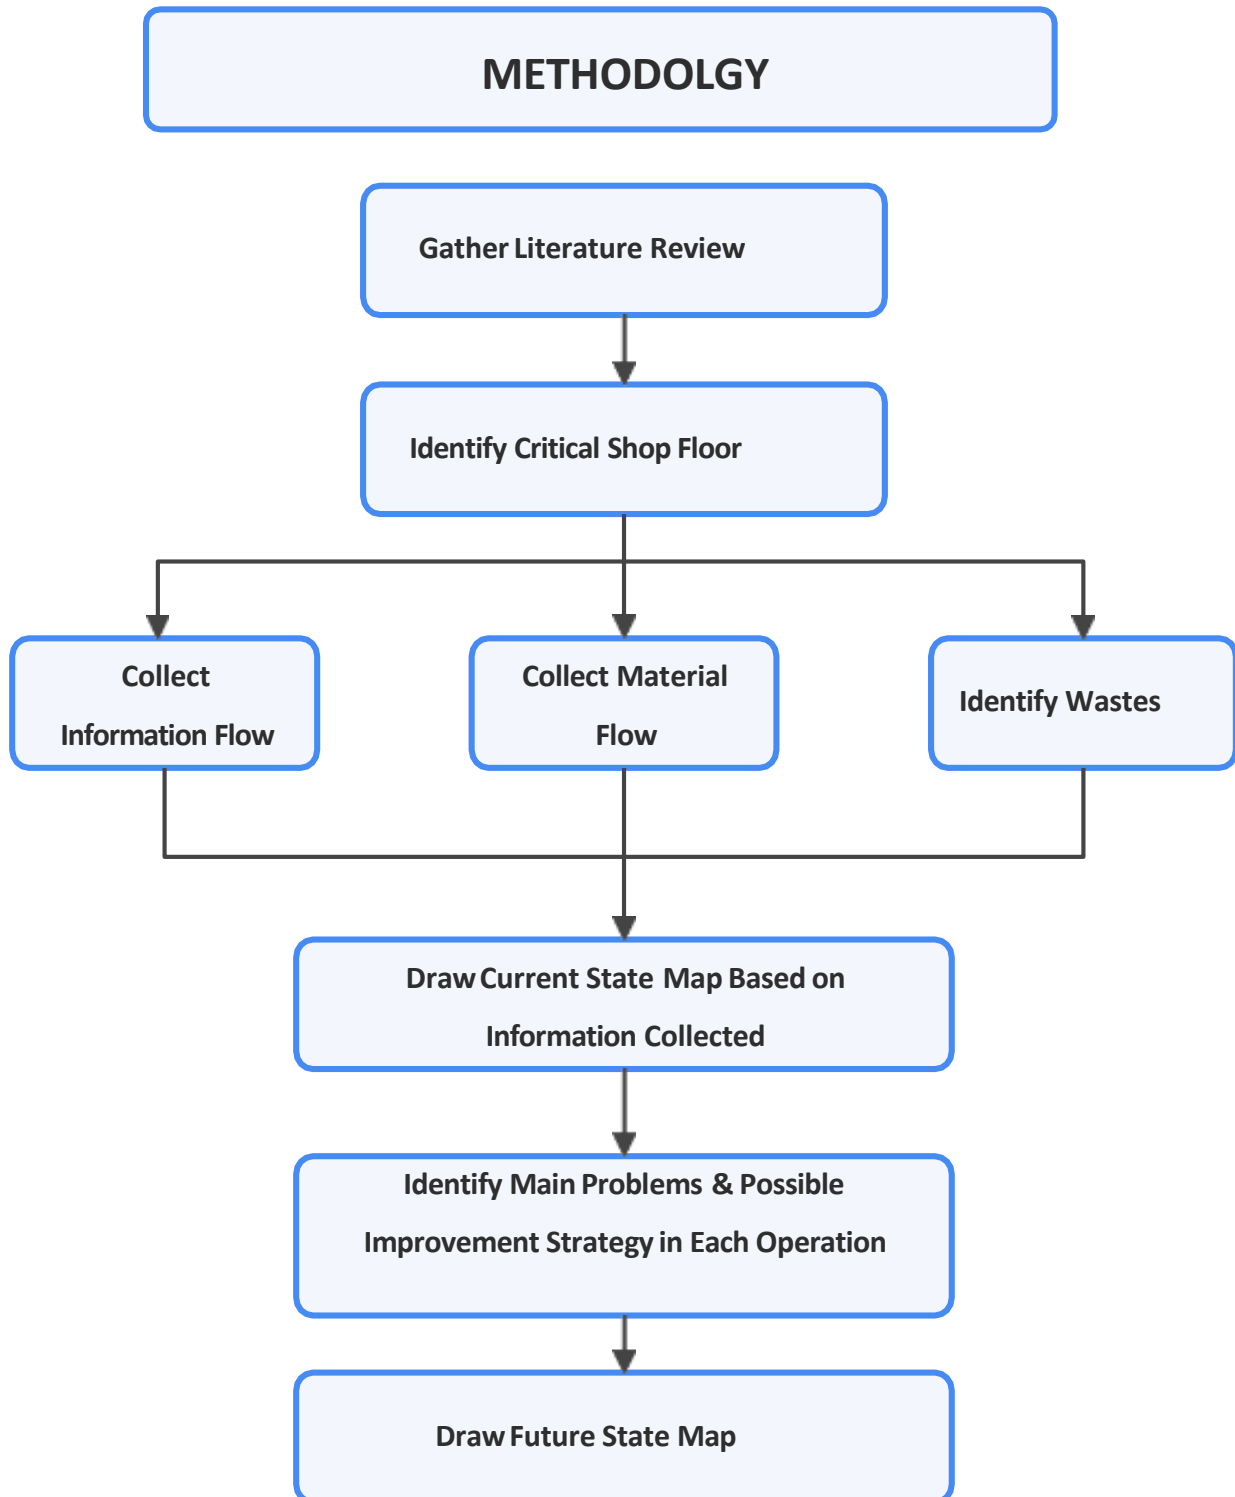 METHODOLGY
Gather Literature Review
Identify Critical Shop Floor
Collect
Information Flow
Collect Material
Flow
Identify Wastes
Draw Current State Map Based on
Information Collected
Identify Main Problems & Possible
Improvement Strategy in Each Operation
Draw Future State Map